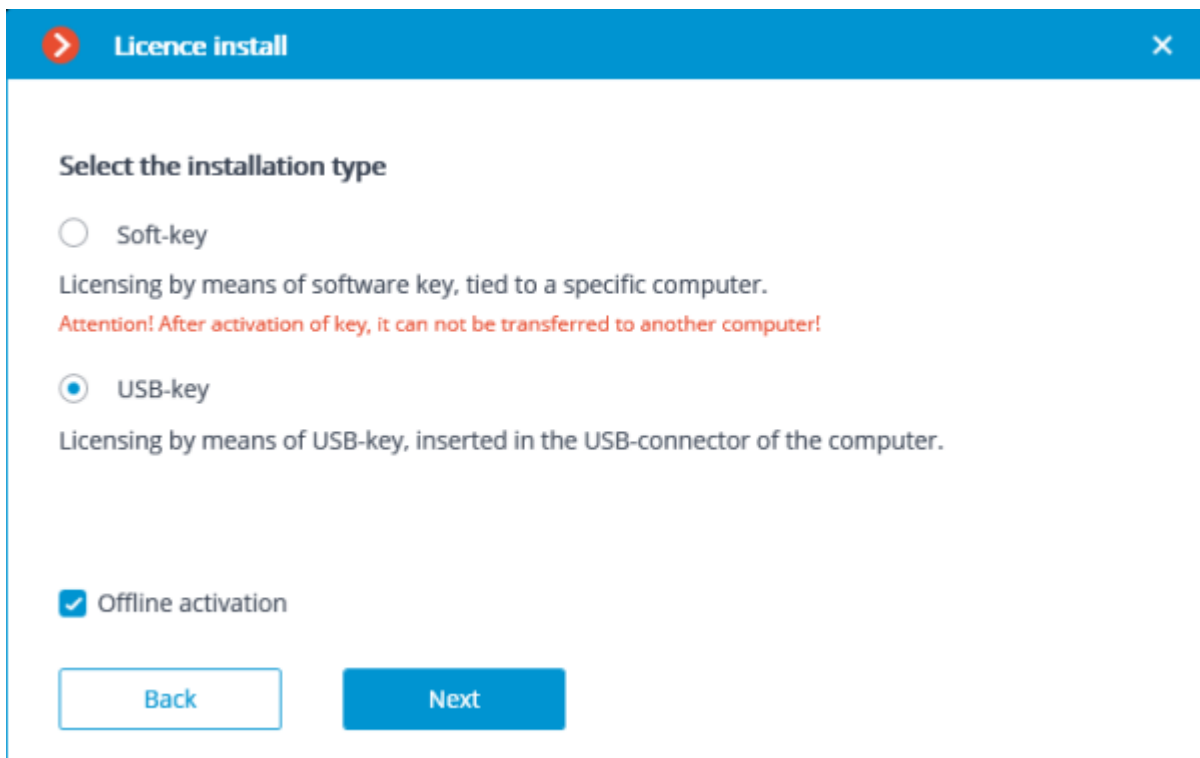 Licence install
Select the installation type
Soft-key
Licensing by means of software key, tied to a specific computer.
Attention! After activation of key, it can not be transferred to another computer!
USB-key
Licensing by means of USB-key, inserted in the USB-connector of the computer.
Offline activation
Back
Next